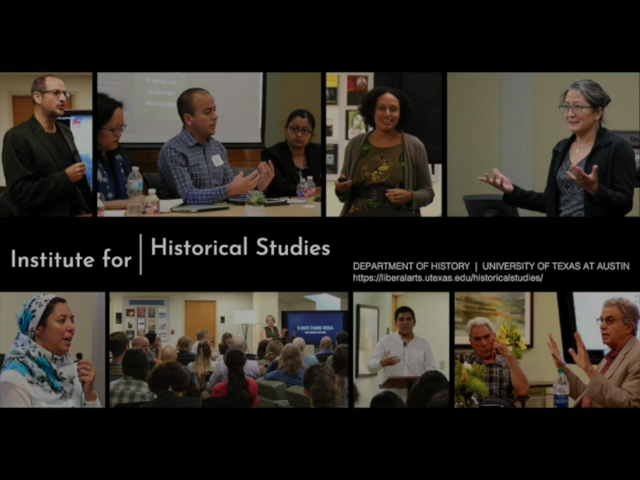 Institute for
Historical Studies
DEPARTMENT OF HISTORY | UNIVERSITY OF TEXAS AT AUSTIN
https://liberalarts.utexas.edu/historicalstudies/